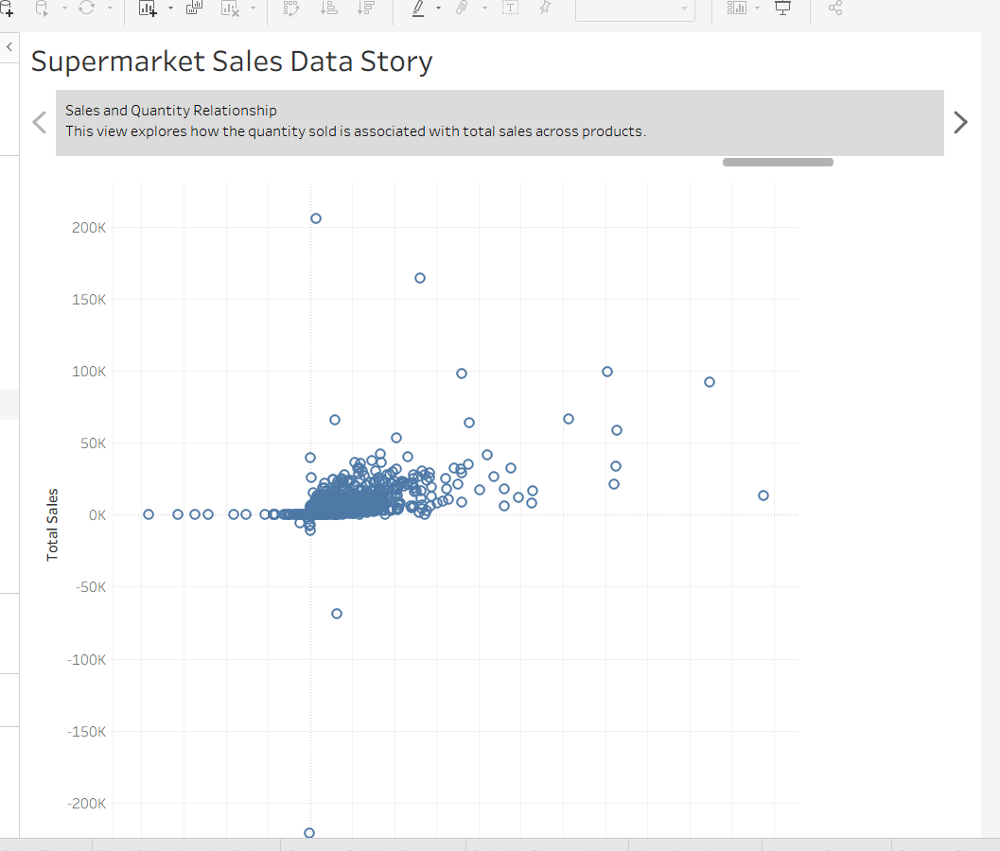 Supermarket Sales Data Story
Sales and Quantity Relationship
This view explores how the quantity sold is associated with total sales across products.
200K
150K
100K
50K
0K
-50K
-100K
-150K
-200K
Total Sales